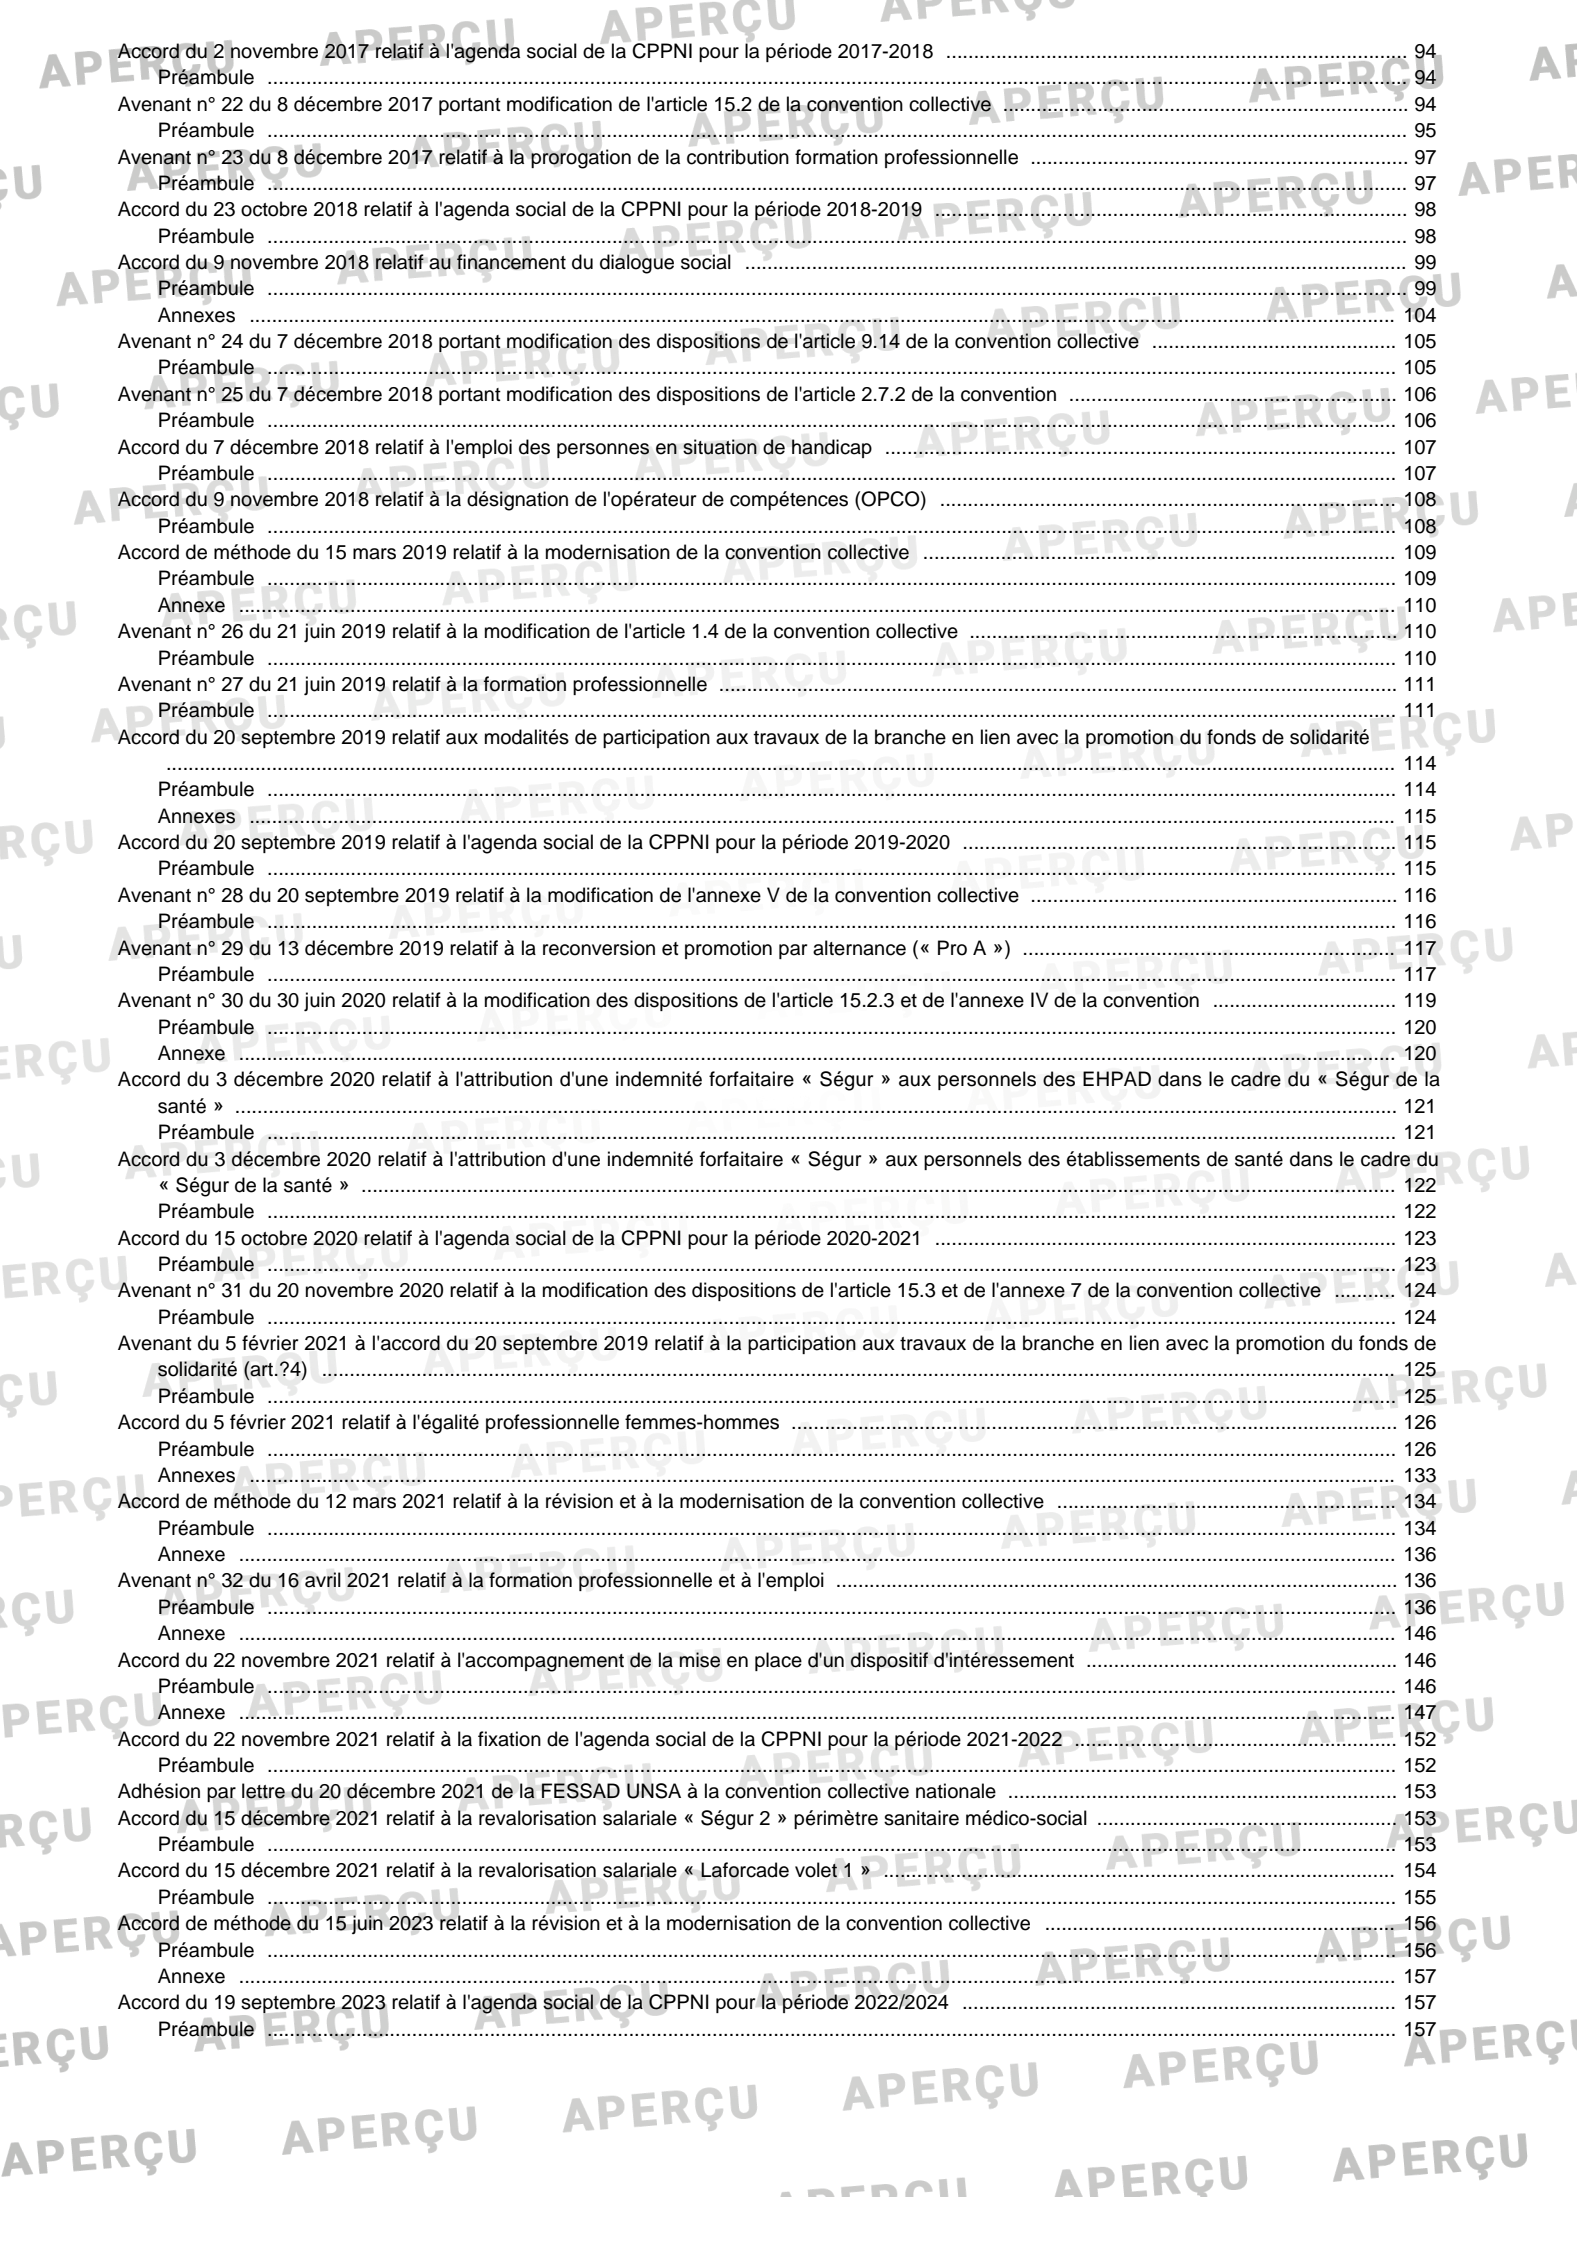 Accord du 2 novembre 2017 relatif à l'agenda social de la CPPNI pour la période 2017-2018 ... 94
Préambule ... 94
Avenant n° 22 du 8 décembre 2017 portant modification de l'article 15.2 de la convention collective ... 94
Préambule ... 95
Avenant n° 23 du 8 décembre 2017 relatif à la prorogation de la contribution formation professionnelle ... 97
Préambule ... 97
Accord du 23 octobre 2018 relatif à l'agenda social de la CPPNI pour la période 2018-2019 ... 98
Préambule ... 98
Accord du 9 novembre 2018 relatif au financement du dialogue social ... 99
Préambule ... 99
Annexes ... 104
Avenant n° 24 du 7 décembre 2018 portant modification des dispositions de l'article 9.14 de la convention collective ... 105
Préambule ... 105
Avenant n° 25 du 7 décembre 2018 portant modification des dispositions de l'article 2.7.2 de la convention ... 106
Préambule ... 106
Accord du 7 décembre 2018 relatif à l'emploi des personnes en situation de handicap ... 107
Préambule ... 107
Accord du 9 novembre 2018 relatif à la désignation de l'opérateur de compétences (OPCO) ... 108
Préambule ... 108
Accord de méthode du 15 mars 2019 relatif à la modernisation de la convention collective ... 109
Préambule ... 109
Annexe ... 110
Avenant n° 26 du 21 juin 2019 relatif à la modification de l'article 1.4 de la convention collective ... 110
Préambule ... 110
Avenant n° 27 du 21 juin 2019 relatif à la formation professionnelle ... 111
Préambule ... 111
Accord du 20 septembre 2019 relatif aux modalités de participation aux travaux de la branche en lien avec la promotion du fonds de solidarité
... 114
Préambule ... 114
Annexes ... 115
Accord du 20 septembre 2019 relatif à l'agenda social de la CPPNI pour la période 2019-2020 ... 115
Préambule ... 115
Avenant n° 28 du 20 septembre 2019 relatif à la modification de l'annexe V de la convention collective ... 116
Préambule ... 116
Avenant n° 29 du 13 décembre 2019 relatif à la reconversion et promotion par alternance (« Pro A ») ... 117
Préambule ... 117
Avenant n° 30 du 30 juin 2020 relatif à la modification des dispositions de l'article 15.2.3 et de l'annexe IV de la convention ... 119
Préambule ... 120
Annexe ... 120
Accord du 3 décembre 2020 relatif à l'attribution d'une indemnité forfaitaire « Ségur » aux personnels des EHPAD dans le cadre du « Ségur de la
santé » ... 121
Préambule ... 121
Accord du 3 décembre 2020 relatif à l'attribution d'une indemnité forfaitaire « Ségur » aux personnels des établissements de santé dans le cadre du
« Ségur de la santé » ... 122
Préambule ... 122
Accord du 15 octobre 2020 relatif à l'agenda social de la CPPNI pour la période 2020-2021 ... 123
Préambule ... 123
Avenant n° 31 du 20 novembre 2020 relatif à la modification des dispositions de l'article 15.3 et de l'annexe 7 de la convention collective ... 124
Préambule ... 124
Avenant du 5 février 2021 à l'accord du 20 septembre 2019 relatif à la participation aux travaux de la branche en lien avec la promotion du fonds de
solidarité (art.?4) ... 125
Préambule ... 125
Accord du 5 février 2021 relatif à l'égalité professionnelle femmes-hommes ... 126
Préambule ... 126
Annexes ... 133
Accord de méthode du 12 mars 2021 relatif à la révision et à la modernisation de la convention collective ... 134
Préambule ... 134
Annexe ... 136
Avenant n° 32 du 16 avril 2021 relatif à la formation professionnelle et à l'emploi ... 136
Préambule ... 136
Annexe ... 146
Accord du 22 novembre 2021 relatif à l'accompagnement de la mise en place d'un dispositif d'intéressement ... 146
Préambule ... 146
Annexe ... 147
Accord du 22 novembre 2021 relatif à la fixation de l'agenda social de la CPPNI pour la période 2021-2022 ... 152
Préambule ... 152
Adhésion par lettre du 20 décembre 2021 de la FESSAD UNSA à la convention collective nationale ... 153
Accord du 15 décembre 2021 relatif à la revalorisation salariale « Ségur 2 » périmètre sanitaire médico-social ... 153
Préambule ... 153
Accord du 15 décembre 2021 relatif à la revalorisation salariale « Laforcade volet 1 » ... 154
Préambule ... 155
Accord de méthode du 15 juin 2023 relatif à la révision et à la modernisation de la convention collective ... 156
Préambule ... 156
Annexe ... 157
Accord du 19 septembre 2023 relatif à l'agenda social de la CPPNI pour la période 2022/2024 ... 157
Préambule ... 157
APERÇU